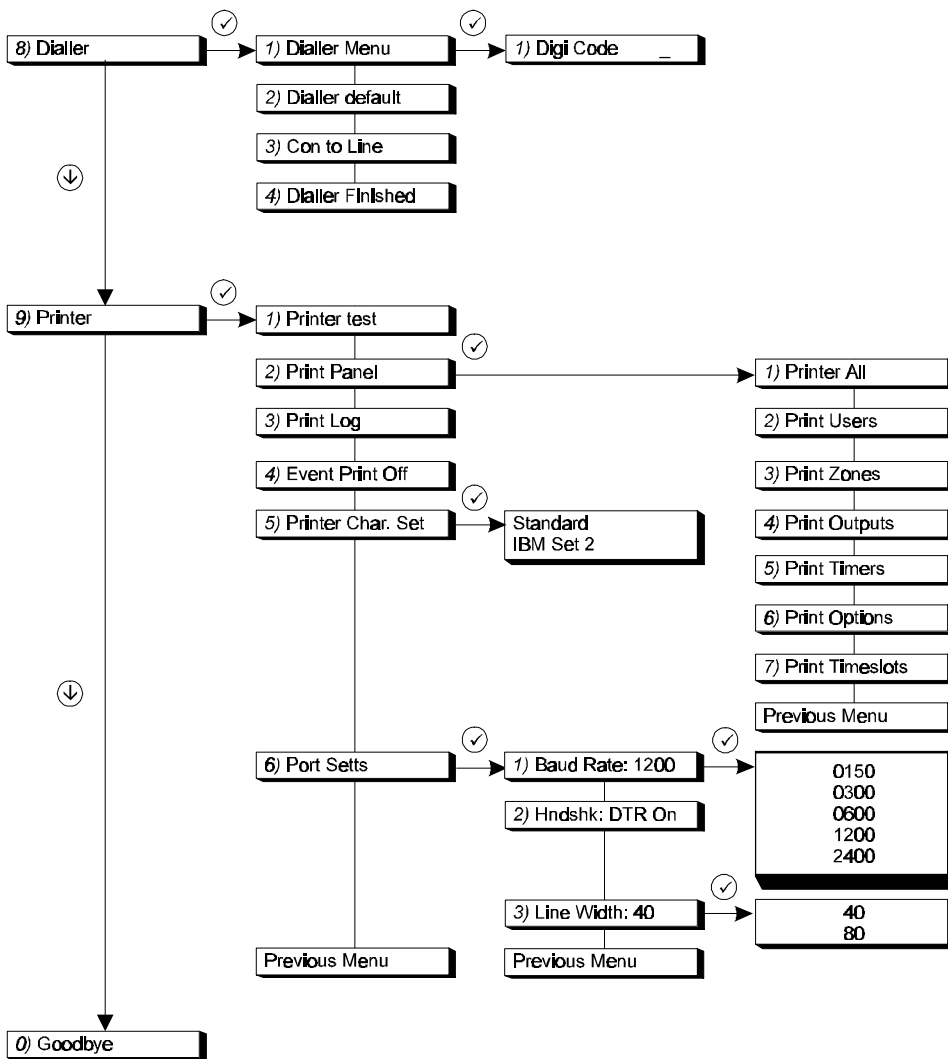 8) Dialler
1) Dialler Menu
1) Digi Code _
2) Dialler default
3) Con to Line
4) Dialler Finished
9) Printer
1) Printer test
2) Print Panel
1) Printer All
3) Print Log
2) Print Users
4) Event Print Off
3) Print Zones
5) Printer Char. Set
Standard
IBM Set 2
4) Print Outputs
5) Print Timers
6) Print Options
7) Print Timeslots
Previous Menu
6) Port Setts
1) Baud Rate: 1200
0150
0300
0600
1200
2400
2) Hndshk: DTR On
3) Line Width: 40
40
80
Previous Menu
Previous Menu
0) Goodbye